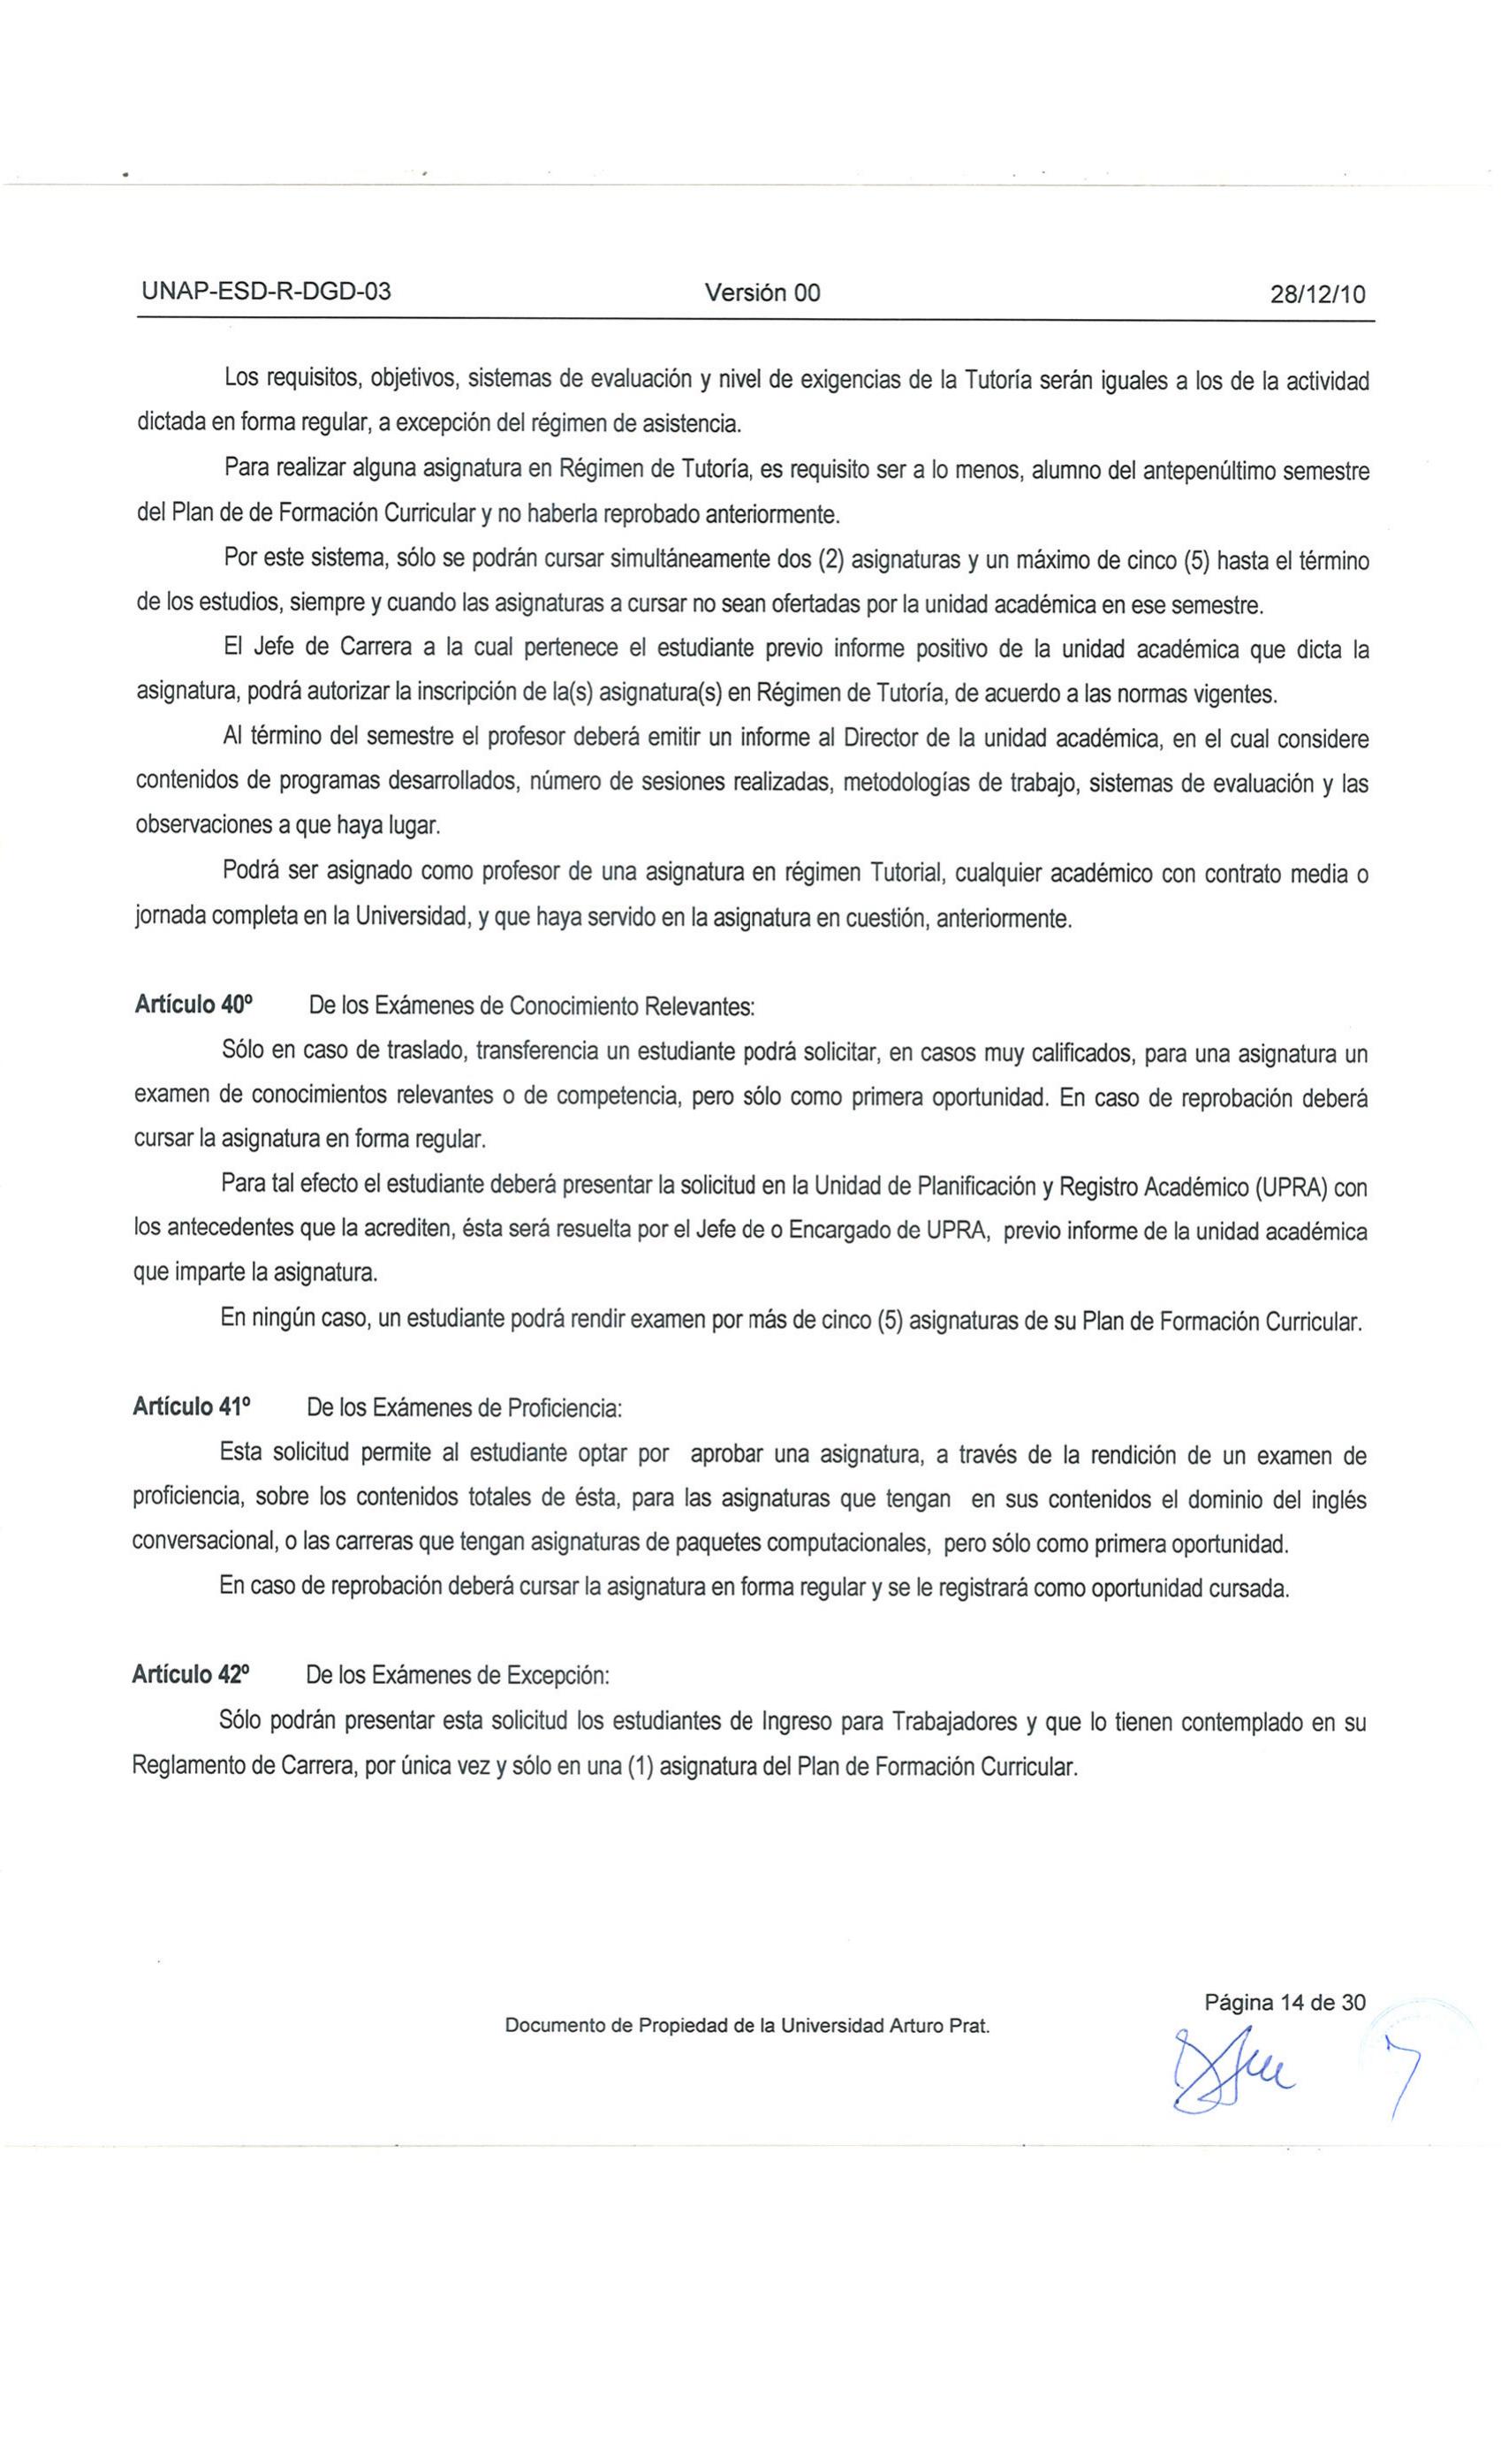 UNAP-ESD-R-DGD-03 Versión 00 28/12/10
Los requisitos, objetivos, sistemas de evaluación y nivel de exigencias de la Tutoría serán iguales a los de la actividad
dictada en forma regular, a excepción del régimen de asistencia.
Para realizar alguna asignatura en Régimen de Tutoría, es requisito ser a lo menos, alumno del antepenúltimo semestre
del Plan de de Formación Curricular y no haberla reprobado anteriormente.
Por este sistema, sólo se podrán cursar simultáneamente dos (2) asignaturas y un máximo de cinco (5) hasta el término
de los estudios, siempre y cuando las asignaturas a cursar no sean ofertadas por la unidad académica en ese semestre.
El Jefe de Carrera a la cual pertenece el estudiante previo informe positivo de la unidad académica que dicta la
asignatura, podrá autorizar la inscripción de la(s) asignatura(s) en Régimen de Tutoría, de acuerdo a las normas vigentes.
Al término del semestre el profesor deberá emitir un informe al Director de la unidad académica, en el cual considere
contenidos de programas desarrollados, número de sesiones realizadas, metodologías de trabajo, sistemas de evaluación y las
observaciones a que haya lugar.
Podrá ser asignado como profesor de una asignatura en régimen Tutorial, cualquier académico con contrato media o
jornada completa en la Universidad, y que haya servido en la asignatura en cuestión, anteriormente.
Artículo 40º De los Exámenes de Conocimiento Relevantes:
Sólo en caso de traslado, transferencia un estudiante podrá solicitar, en casos muy calificados, para una asignatura un
examen de conocimientos relevantes o de competencia, pero sólo como primera oportunidad. En caso de reprobación deberá
cursar la asignatura en forma regular.
Para tal efecto el estudiante deberá presentar la solicitud en la Unidad de Planificación y Registro Académico (UPRA) con
los antecedentes que la acrediten, ésta será resuelta por el Jefe de o Encargado de UPRA, previo informe de la unidad académica
que imparte la asignatura.
En ningún caso, un estudiante podrá rendir examen por más de cinco (5) asignaturas de su Plan de Formación Curricular.
Artículo 41º De los Exámenes de Proficiencia:
Esta solicitud permite al estudiante optar por aprobar una asignatura, a través de la rendición de un examen de
proficiencia, sobre los contenidos totales de ésta, para las asignaturas que tengan en sus contenidos el dominio del inglés
conversacional, o las carreras que tengan asignaturas de paquetes computacionales, pero sólo como primera oportunidad.
En caso de reprobación deberá cursar la asignatura en forma regular y se le registrará como oportunidad cursada.
Artículo 42º De los Exámenes de Excepción:
Sólo podrán presentar esta solicitud los estudiantes de Ingreso para Trabajadores y que lo tienen contemplado en su
Reglamento de Carrera, por única vez y sólo en una (1) asignatura del Plan de Formación Curricular.
Página 14 de 30
Documento de Propiedad de la Universidad Arturo Prat.